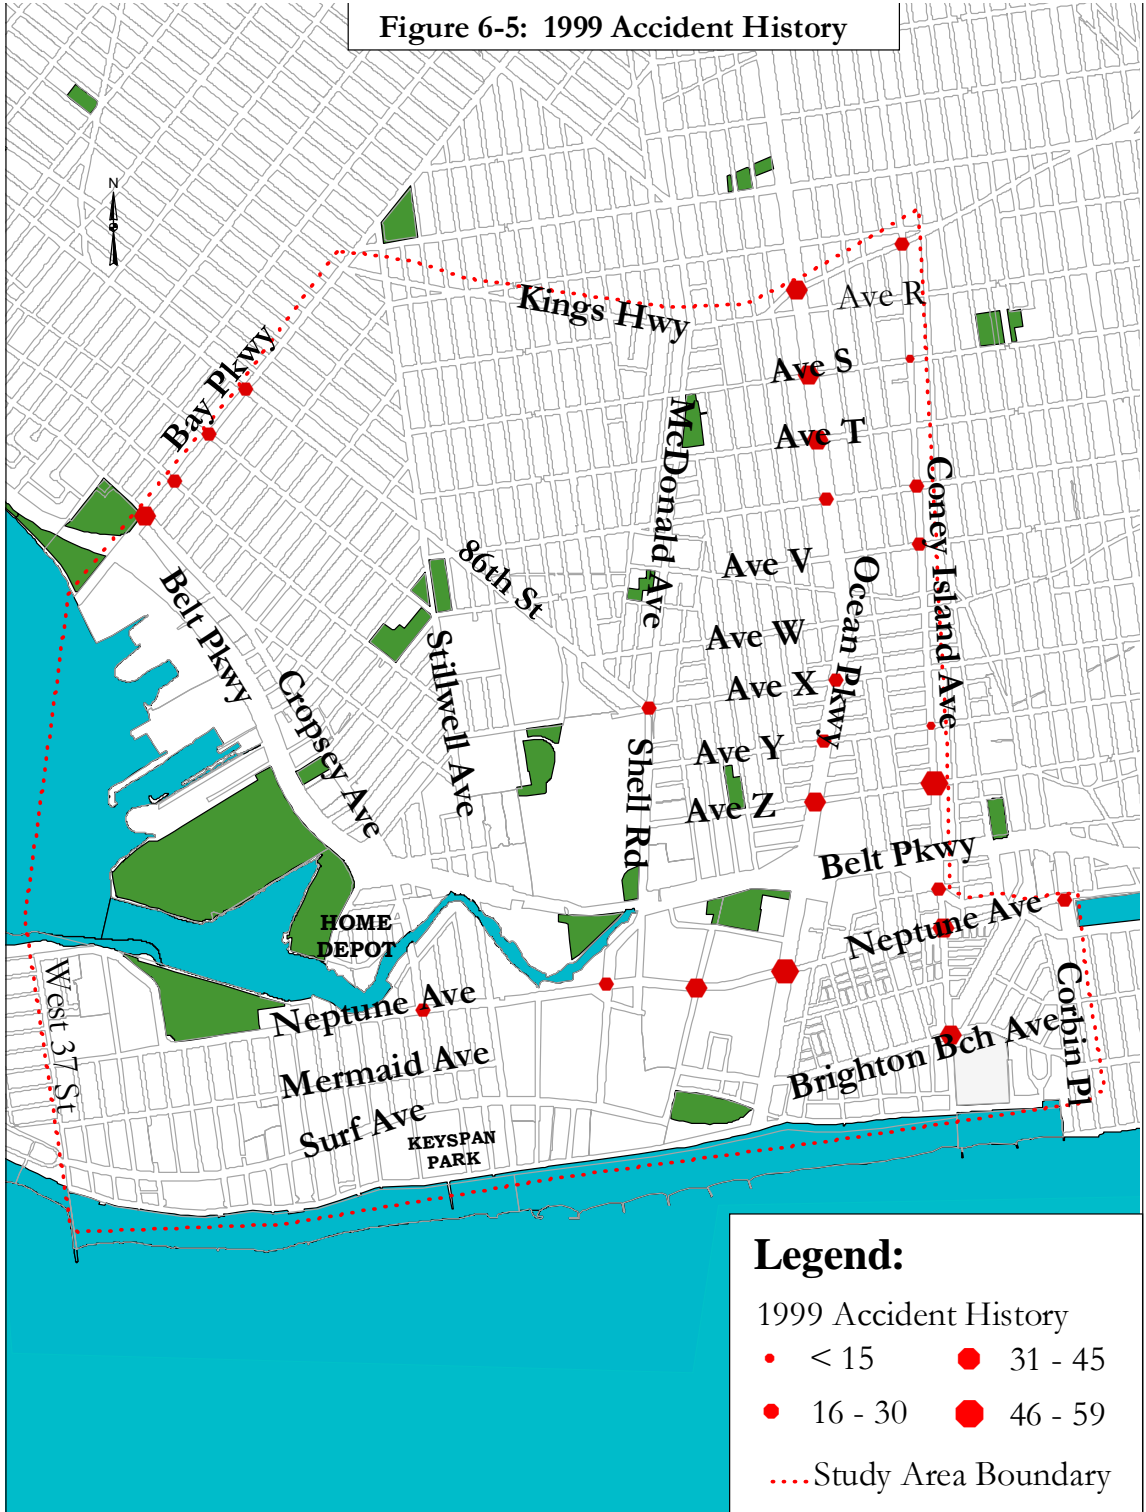 Figure 6-5: 1999 Accident History
N
Kings Hwy
Ave R
Bay Pkwy
Ave S
McDonald Ave
Ave T
Coney Island Ave
86th St
Ave V
Ocean Pkwy
Belt Pkwy
Stillwell Ave
Ave W
Cropsey Ave
Ave X
Shell Rd
Ave Y
Ave Z
Belt Pkwy
HOME
DEPOT
Neptune Ave
West 37 St
Corbin Pl
Neptune Ave
Brighton Bch Ave
Mermaid Ave
Surf Ave
KEYSPAN
PARK
Legend:
1999 Accident History
< 15
31 - 45
16 - 30
46 - 59
Study Area Boundary